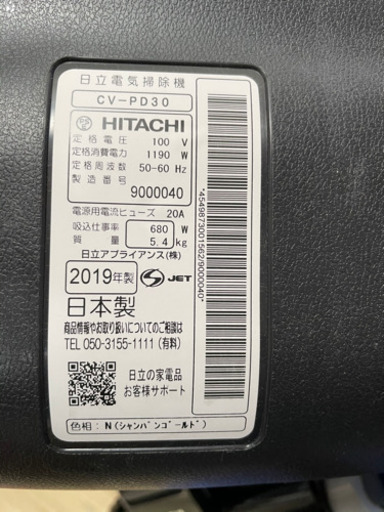 日立電気掃除機
CV-PD30
HITACHI
定格電圧 100 V
定格消費電力 1190 W
定格周波数 50-60 Hz
製造番号 9000040
電源用電流ヒューズ 20A
吸込仕事率 680 W
質量 5.4 kg
日立アプライアンス(株)
2019年製 S JET
日本製
商品情報やお取り扱いについてのご相談は
TEL 050-3155-1111 (有料)
日立の家電品
お客様サポート
色相:N(シャンパンゴールド)
*4549873001562/9000040*